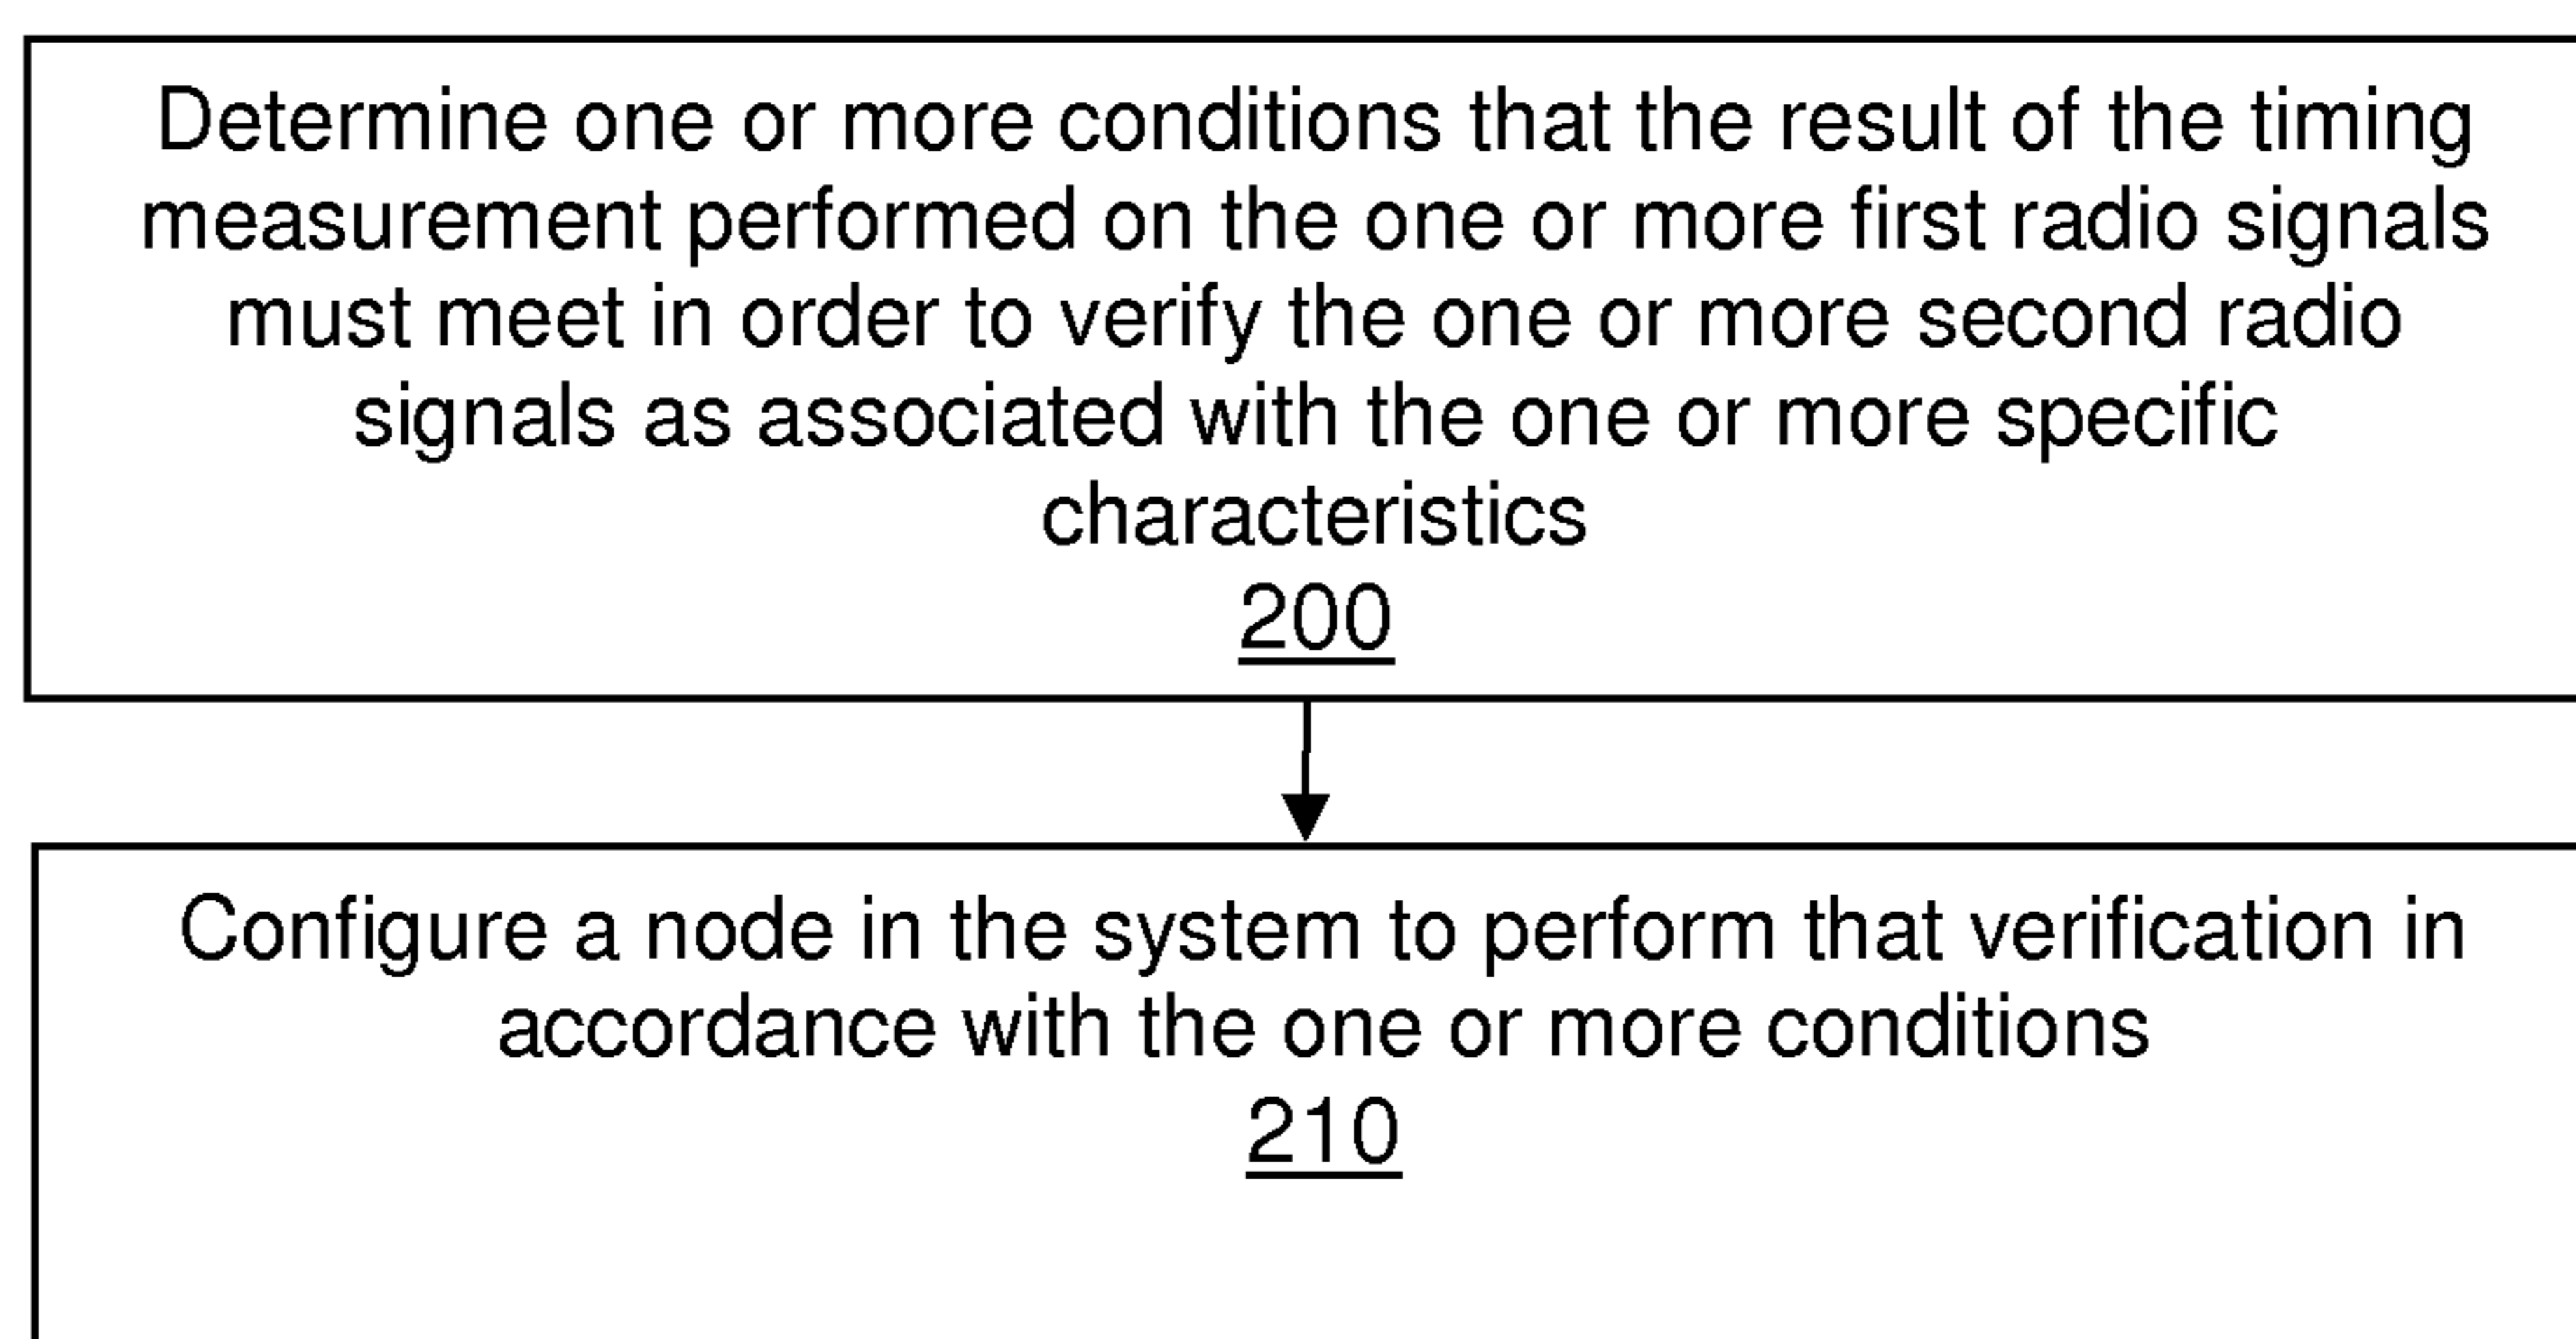 Determine one or more conditions that the result of the timing
measurement performed on the one or more first radio signals
must meet in order to verify the one or more second radio
signals as associated with the one or more specific
characteristics
200
Configure a node in the system to perform that verification in
accordance with the one or more conditions
210